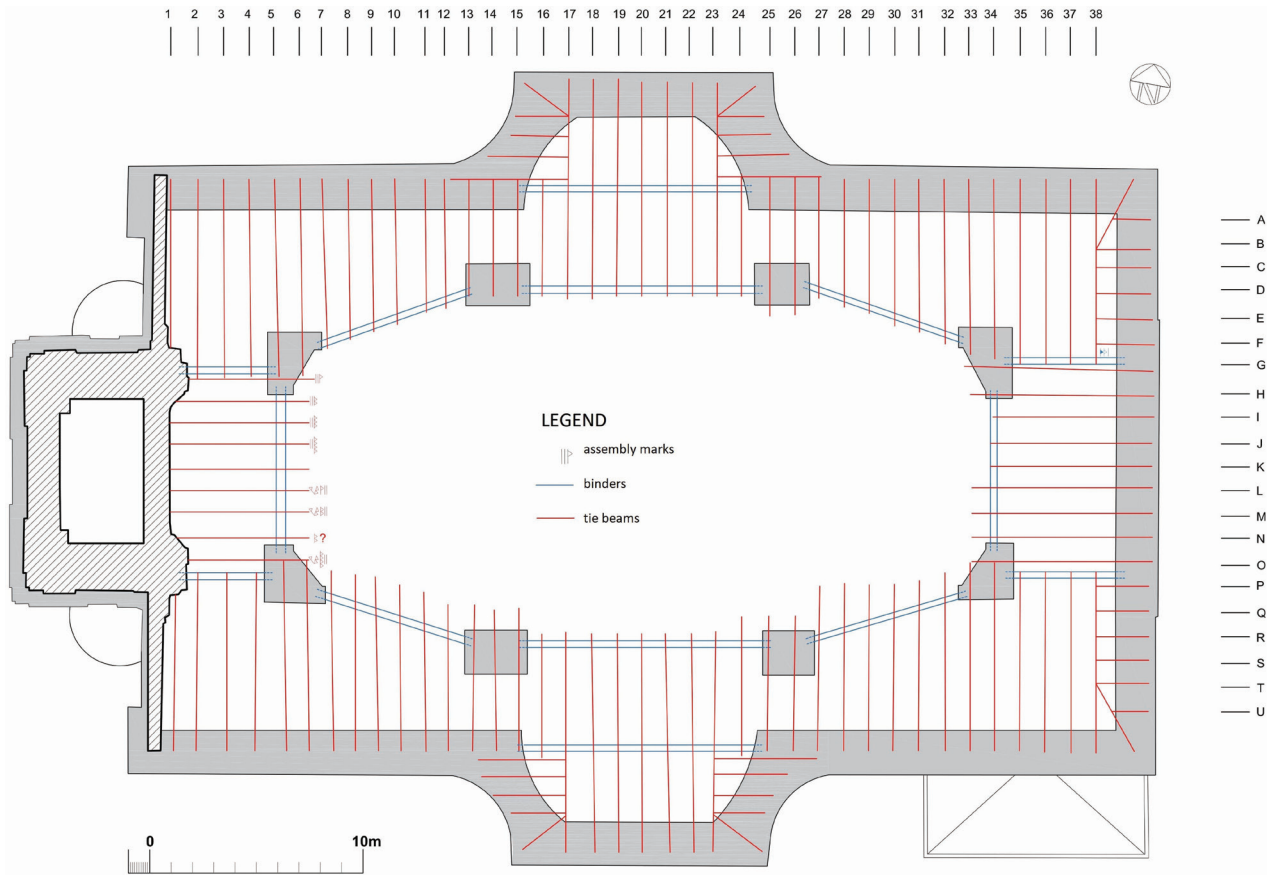 1 2 3 4 5 6 7 8 9 10 11 12 13 14 15 16 17 18 19 20 21 22 23 24 25 26 27 28 29 30 31 32 33 34 35 36 37 38
N
A
B
C
D
E
F
G
H
I
J
K
L
M
N
O
P
Q
R
S
T
U
LEGEND
assembly marks
binders
tie beams
?
0 10m